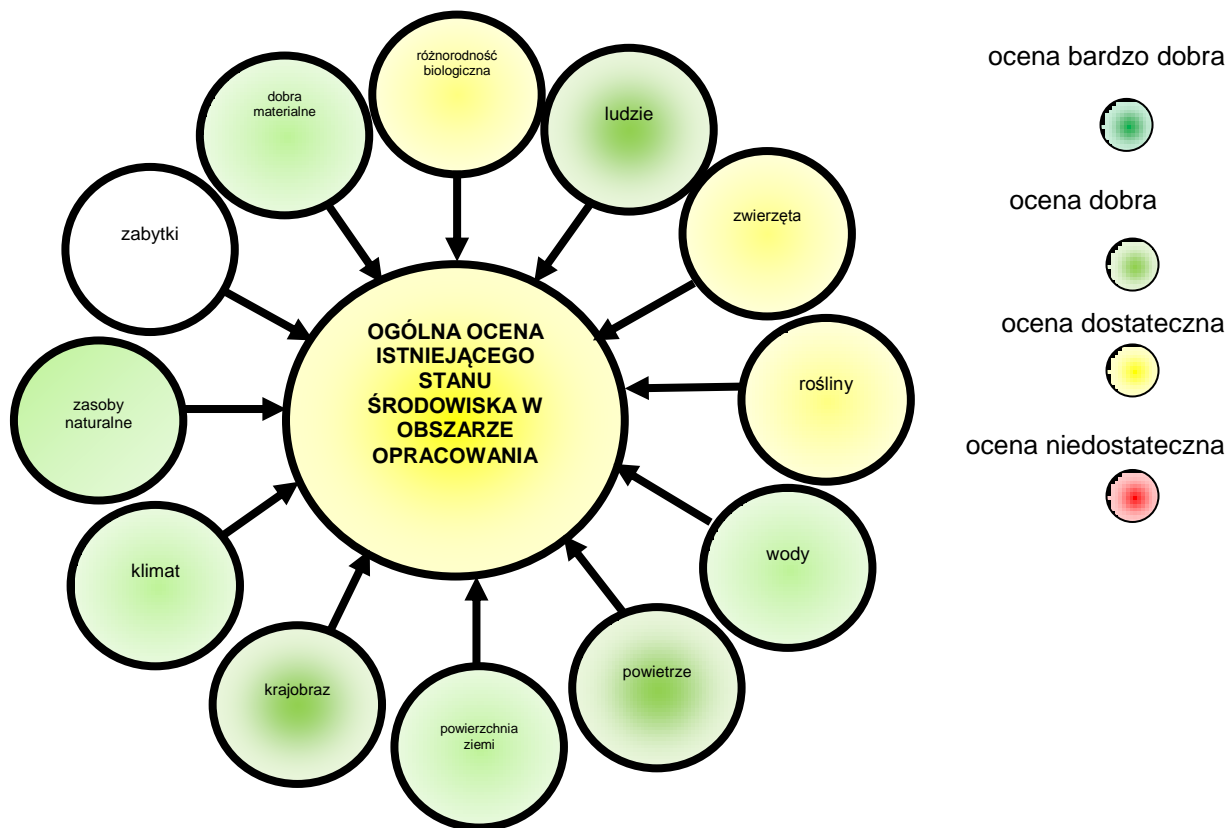 różnorodność
biologiczna
ludzie
zwierzęta
rośliny
wody
powietrze
powierzchnia
ziemi
krajobraz
klimat
zasoby
naturalne
zabytki
dobra
materialne
OGÓLNA OCENA
ISTNIEJĄCEGO
STANU
ŚRODOWISKA W
OBSZARZE
OPRACOWANIA
ocena bardzo dobra
ocena dobra
ocena dostateczna
ocena niedostateczna